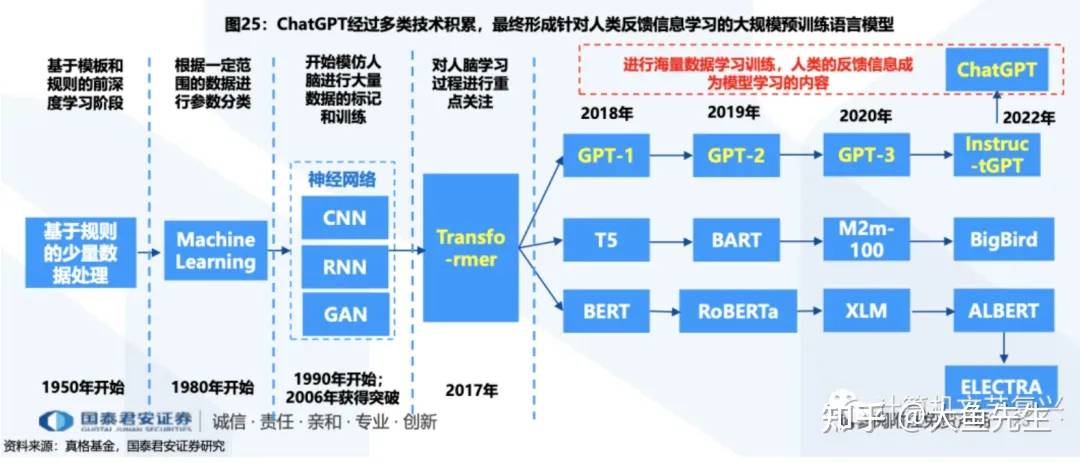 图25：ChatGPT经过多类技术积累，最终形成针对人类反馈信息学习的大规模预训练语言模型
基于模板和
规则的前深
度学习阶段
根据一定范
围的数据进
行参数分类
开始模仿人
脑进行大量
数据的标记
和训练
对人脑学习
过程进行重
点关注
进行海量数据学习训练，人类的反馈信息成
为模型学习的内容
ChatGPT
2018年
2019年
2020年
2022年
GPT-1
GPT-2
GPT-3
Instruc
-tGPT
神经网络
CNN
RNN
GAN
基于规则
的少量数
据处理
Machine
Learning
Transfo
-rmer
T5
BART
M2m-
100
BigBird
BERT
RoBERTa
XLM
ALBERT
ELECTRA
1950年开始
1980年开始
1990年开始；
2006年获得突破
2017年
国泰君安证券
GUOTAI JUNAN SECURITIES
诚信·责任·亲和·专业·创新
知乎 @人鱼先生
资料来源：真格基金，国泰君安证券研究